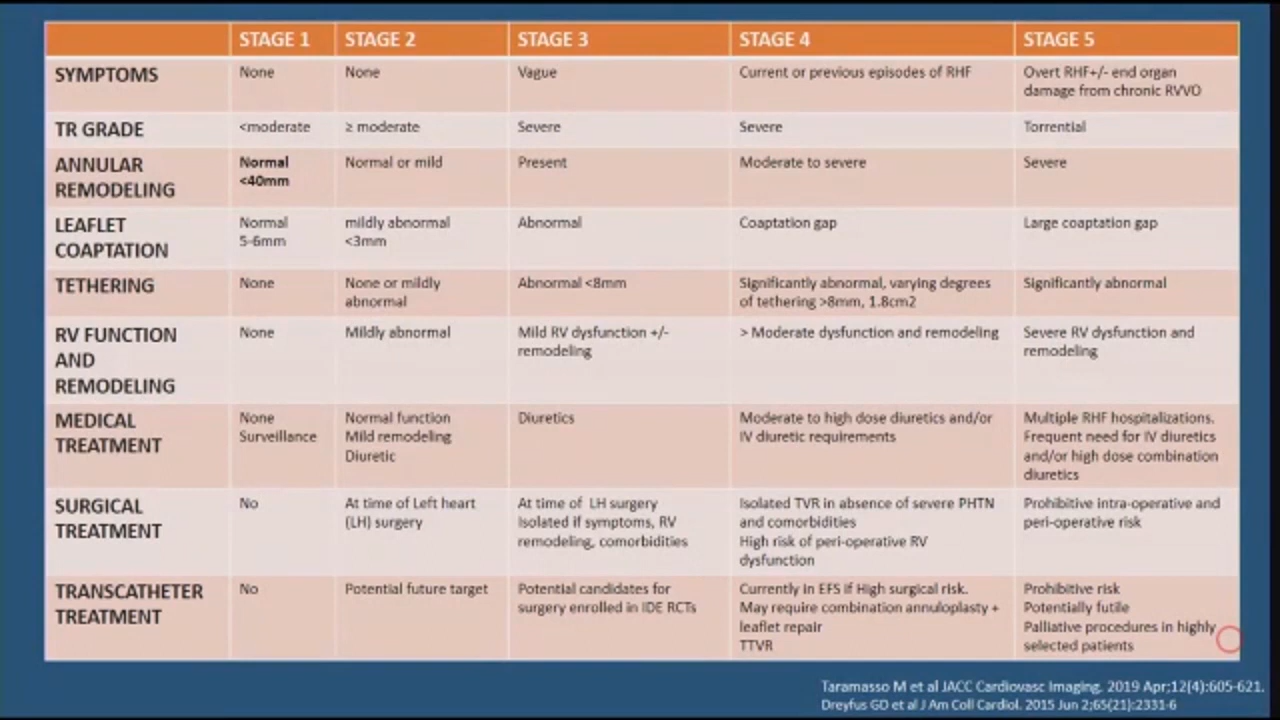 STAGE 1 STAGE 2 STAGE 3 STAGE 4 STAGE 5
SYMPTOMS
None
None
Vague
Current or previous episodes of RHF
Overt RHF+/- end organ
damage from chronic RVVO
TR GRADE
<moderate
≥ moderate
Severe
Severe
Torrential
ANNULAR
REMODELING
Normal
<40mm
Normal or mild
Present
Moderate to severe
Severe
LEAFLET
COAPTATION
Normal
5-6mm
mildly abnormal
<3mm
Abnormal
Coaptation gap
Large coaptation gap
TETHERING
None
None or mildly
abnormal
Abnormal <8mm
Significantly abnormal, varying degrees
of tethering >8mm, 1.8cm2
Significantly abnormal
RV FUNCTION
AND
REMODELING
None
Mildly abnormal
Mild RV dysfunction +/-
remodeling
> Moderate dysfunction and remodeling
Severe RV dysfunction and
remodeling
MEDICAL
TREATMENT
None
Surveillance
Normal function
Mild remodeling
Diuretic
Diuretics
Moderate to high dose diuretics and/or
IV diuretic requirements
Multiple RHF hospitalizations.
Frequent need for IV diuretics
and/or high dose combination
diuretics
SURGICAL
TREATMENT
No
At time of Left heart
(LH) surgery
At time of LH surgery
Isolated if symptoms, RV
remodeling, comorbidities
Isolated TVR in absence of severe PHTN
and comorbidities
High risk of peri-operative RV
dysfunction
Prohibitive intra-operative and
peri-operative risk
TRANSCATHETER
TREATMENT
No
Potential future target
Potential candidates for
surgery enrolled in IDE RCTs
Currently in EFS if High surgical risk.
May require combination annuloplasty +
leaflet repair
TTVR
Prohibitive risk
Potentially futile
Palliative procedures in highly
selected patients
Taramasso M et al JACC Cardiovasc Imaging. 2019 Apr;12(4):605-621.
Dreyfus GD et al J Am Coll Cardiol. 2015 Jun 2;65(21):2331-6